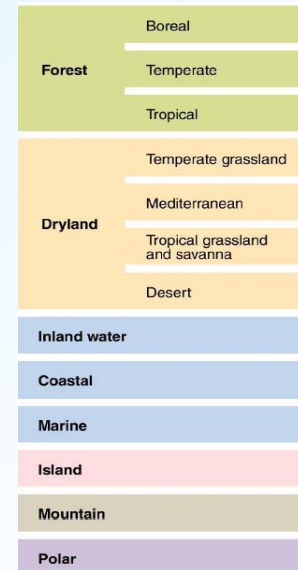 Forest
Boreal
Temperate
Tropical
Dryland
Temperate grassland
Mediterranean
Tropical grassland
and savanna
Desert
Inland water
Coastal
Marine
Island
Mountain
Polar